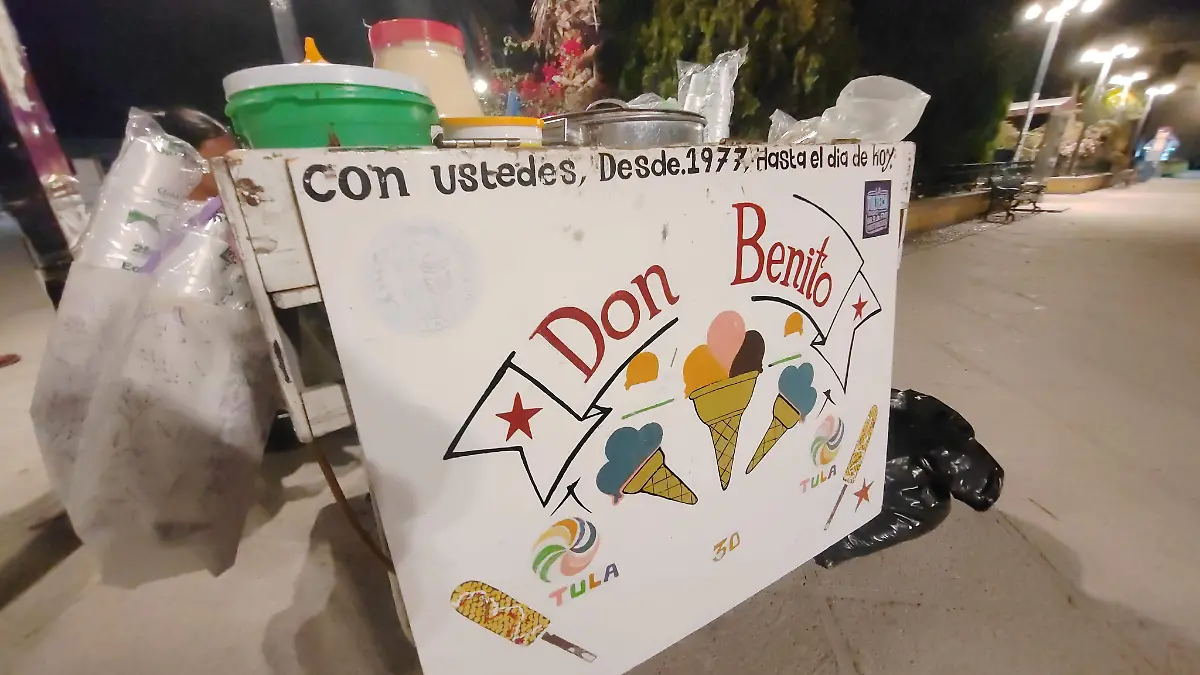 con ustedes, Desde.1977, Hasta el dia de hoy.
Don Benito
TULA
TULA
30